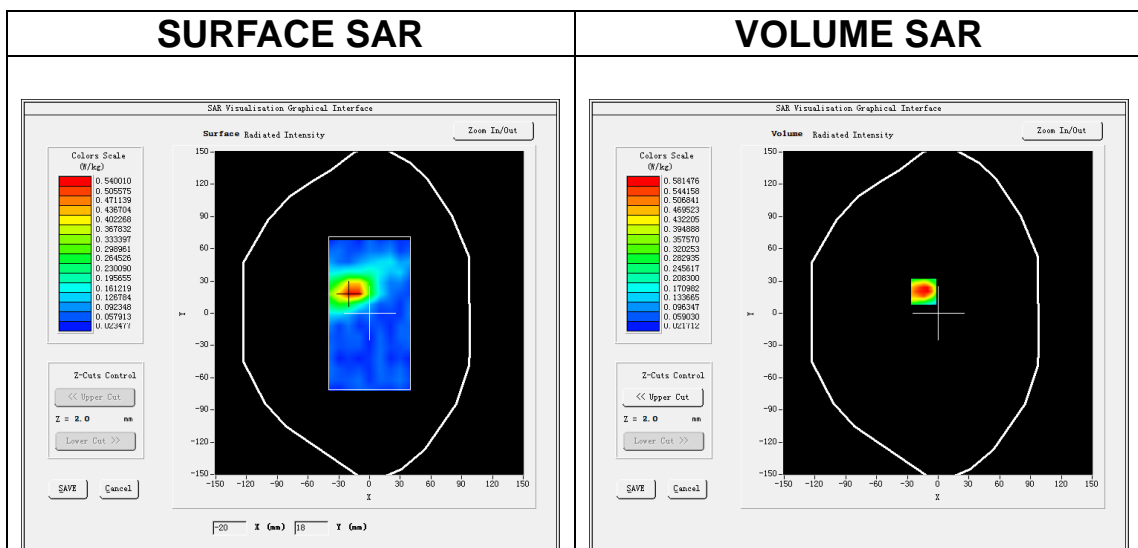 SURFACE SAR
VOLUME SAR
SAR Visualisation Graphical Interface
Surface Radiated Intensity
Zoom In/Out
Colors Scale
(W/kg)
0.540010
0.505575
0.471139
0.436704
0.402268
0.367832
0.333397
0.298961
0.264526
0.230090
0.195655
0.161219
0.126784
0.092348
0.057913
0.023477
150
120
90
60
30
0
-30
-60
-90
-120
-150
Y
-150 -120 -90 -60 -30 0 30 60 90 120 150
X
Z-Cuts Control
<< Upper Cut
Z = 2.0 mm
Lower Cut >>
SAVE Cancel
-20 X (mm) 18 Y (mm)
SAR Visualisation Graphical Interface
Volume Radiated Intensity
Zoom In/Out
Colors Scale
(W/kg)
0.581476
0.544158
0.506841
0.469523
0.432205
0.394888
0.357570
0.320253
0.282935
0.245617
0.208300
0.170982
0.133665
0.096347
0.059030
0.021712
150
120
90
60
30
0
-30
-60
-90
-120
-150
Y
-150 -120 -90 -60 -30 0 30 60 90 120 150
X
Z-Cuts Control
<< Upper Cut
Z = 2.0 mm
Lower Cut >>
SAVE Cancel